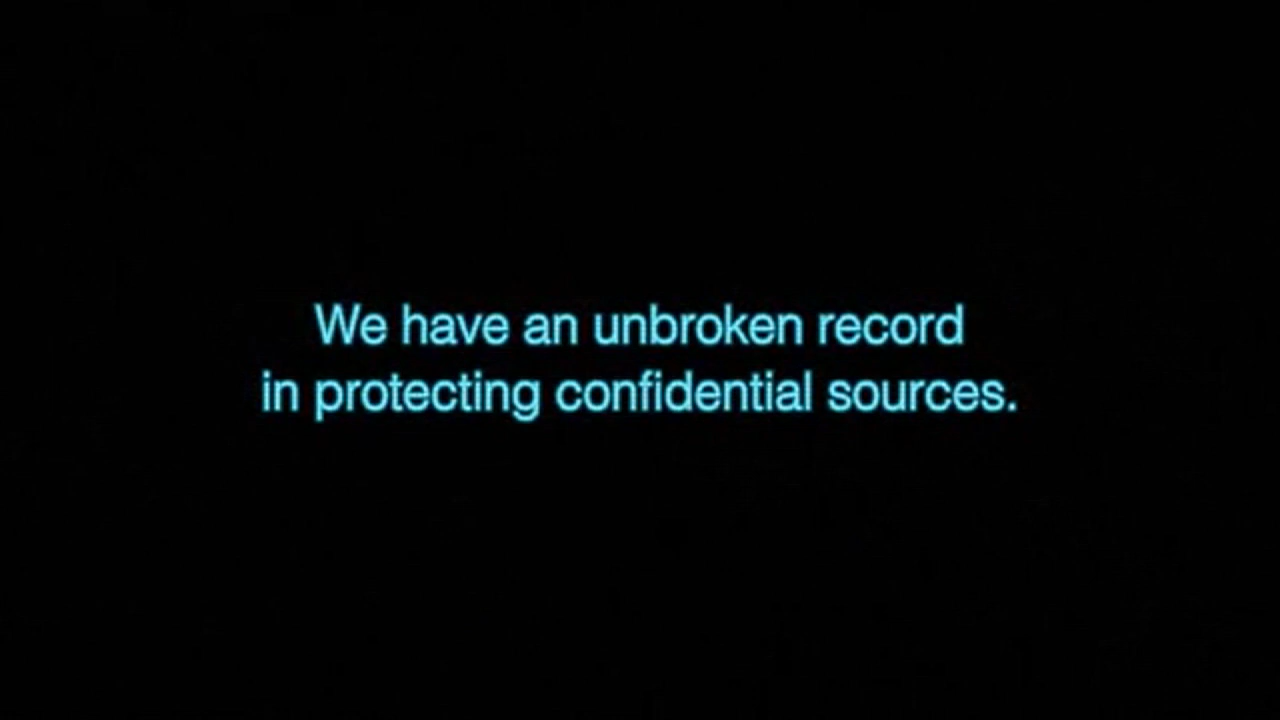 We have an unbroken record
in protecting confidential sources.